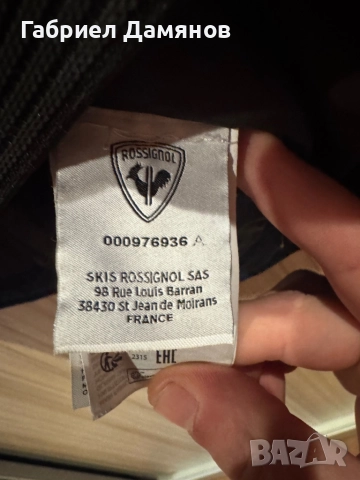 Габриел Дамянов
ROSSIGNOL
000976936 A
SKIS ROSSIGNOL SAS
98 Rue Louis Barran
38430 St Jean de Moirans
FRANCE
2315 EAC
BAZAR